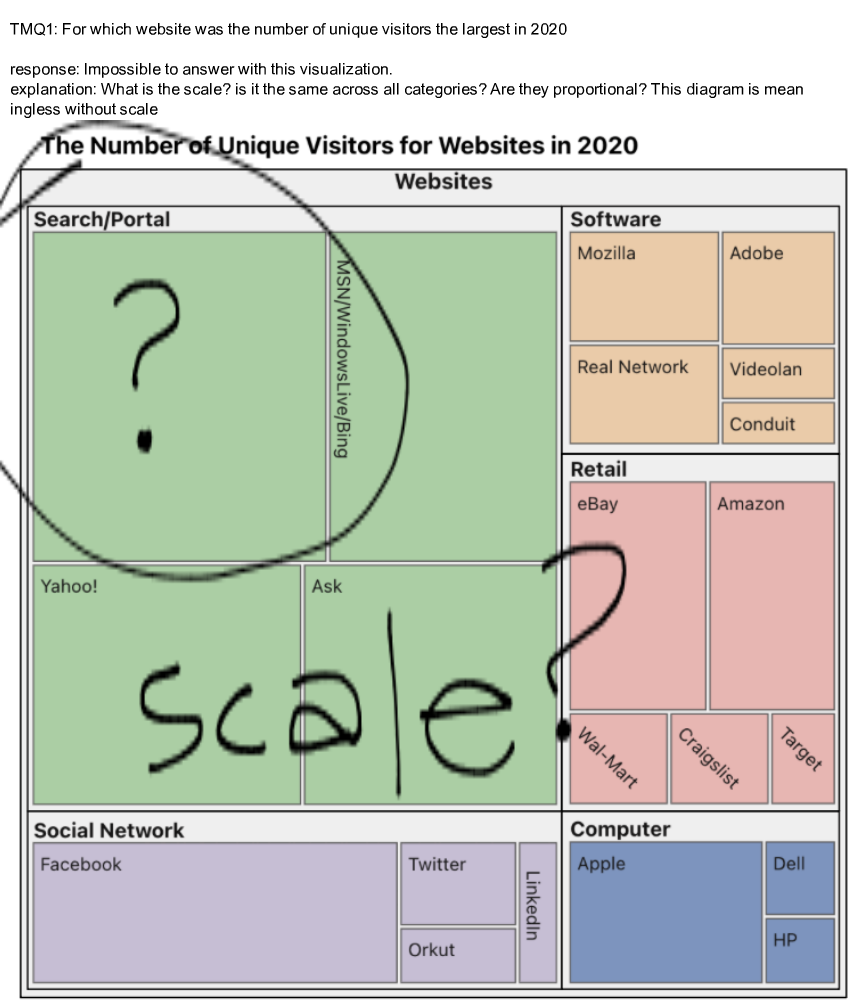 TMQ1: For which website was the number of unique visitors the largest in 2020
response: Impossible to answer with this visualization.
explanation: What is the scale? is it the same across all categories? Are they proportional? This diagram is mean
ingless without scale
The Number of Unique Visitors for Websites in 2020
Websites
Search/Portal
?
MSN/WindowsLive/Bing
Yahoo!
Ask
scale?
Software
Mozilla
Adobe
Real Network
Videolan
Conduit
Retail
eBay
Amazon
Wal-Mart
Craigslist
Target
Social Network
Facebook
Twitter
LinkedIn
Orkut
Computer
Apple
Dell
HP